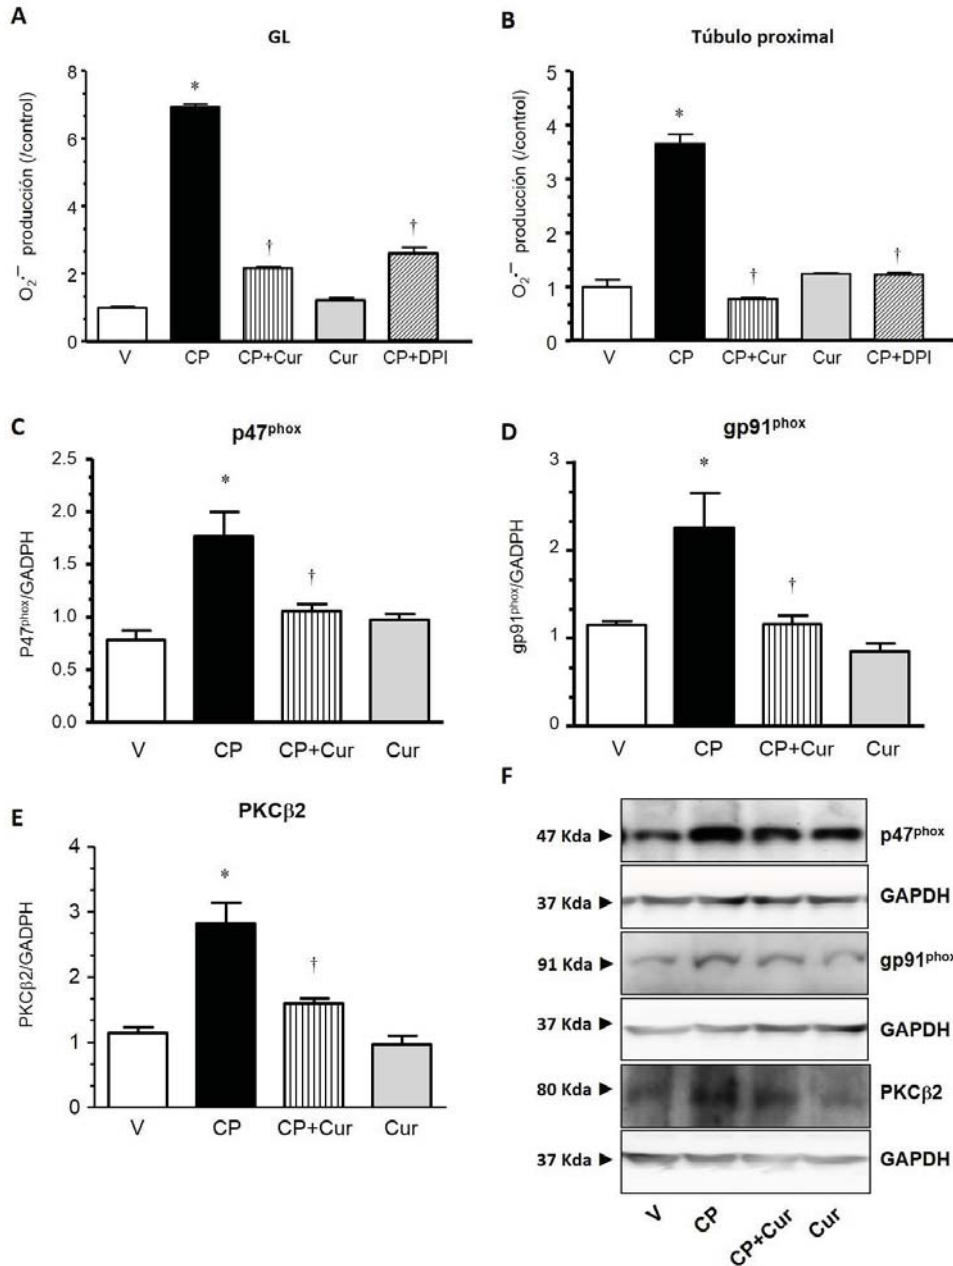 A
GL
O2•– producción (/control)
8
6
4
2
0
*
†
†
V CP CP+Cur Cur CP+DPI
B
Túbulo proximal
O2•– producción (/control)
5
4
3
2
1
0
*
†
†
V CP CP+Cur Cur CP+DPI
C
p47phox
P47phox/GADPH
2.5
2.0
1.5
1.0
0.5
0.0
*
†
V CP CP+Cur Cur
D
gp91phox
gp91phox/GADPH
3
2
1
0
*
†
V CP CP+Cur Cur
E
PKCβ2
PKCβ2/GADPH
4
3
2
1
0
*
†
V CP CP+Cur Cur
F
47 Kda ► p47phox
37 Kda ► GAPDH
91 Kda ► gp91phox
37 Kda ► GAPDH
80 Kda ► PKCβ2
37 Kda ► GAPDH
V CP CP+Cur Cur